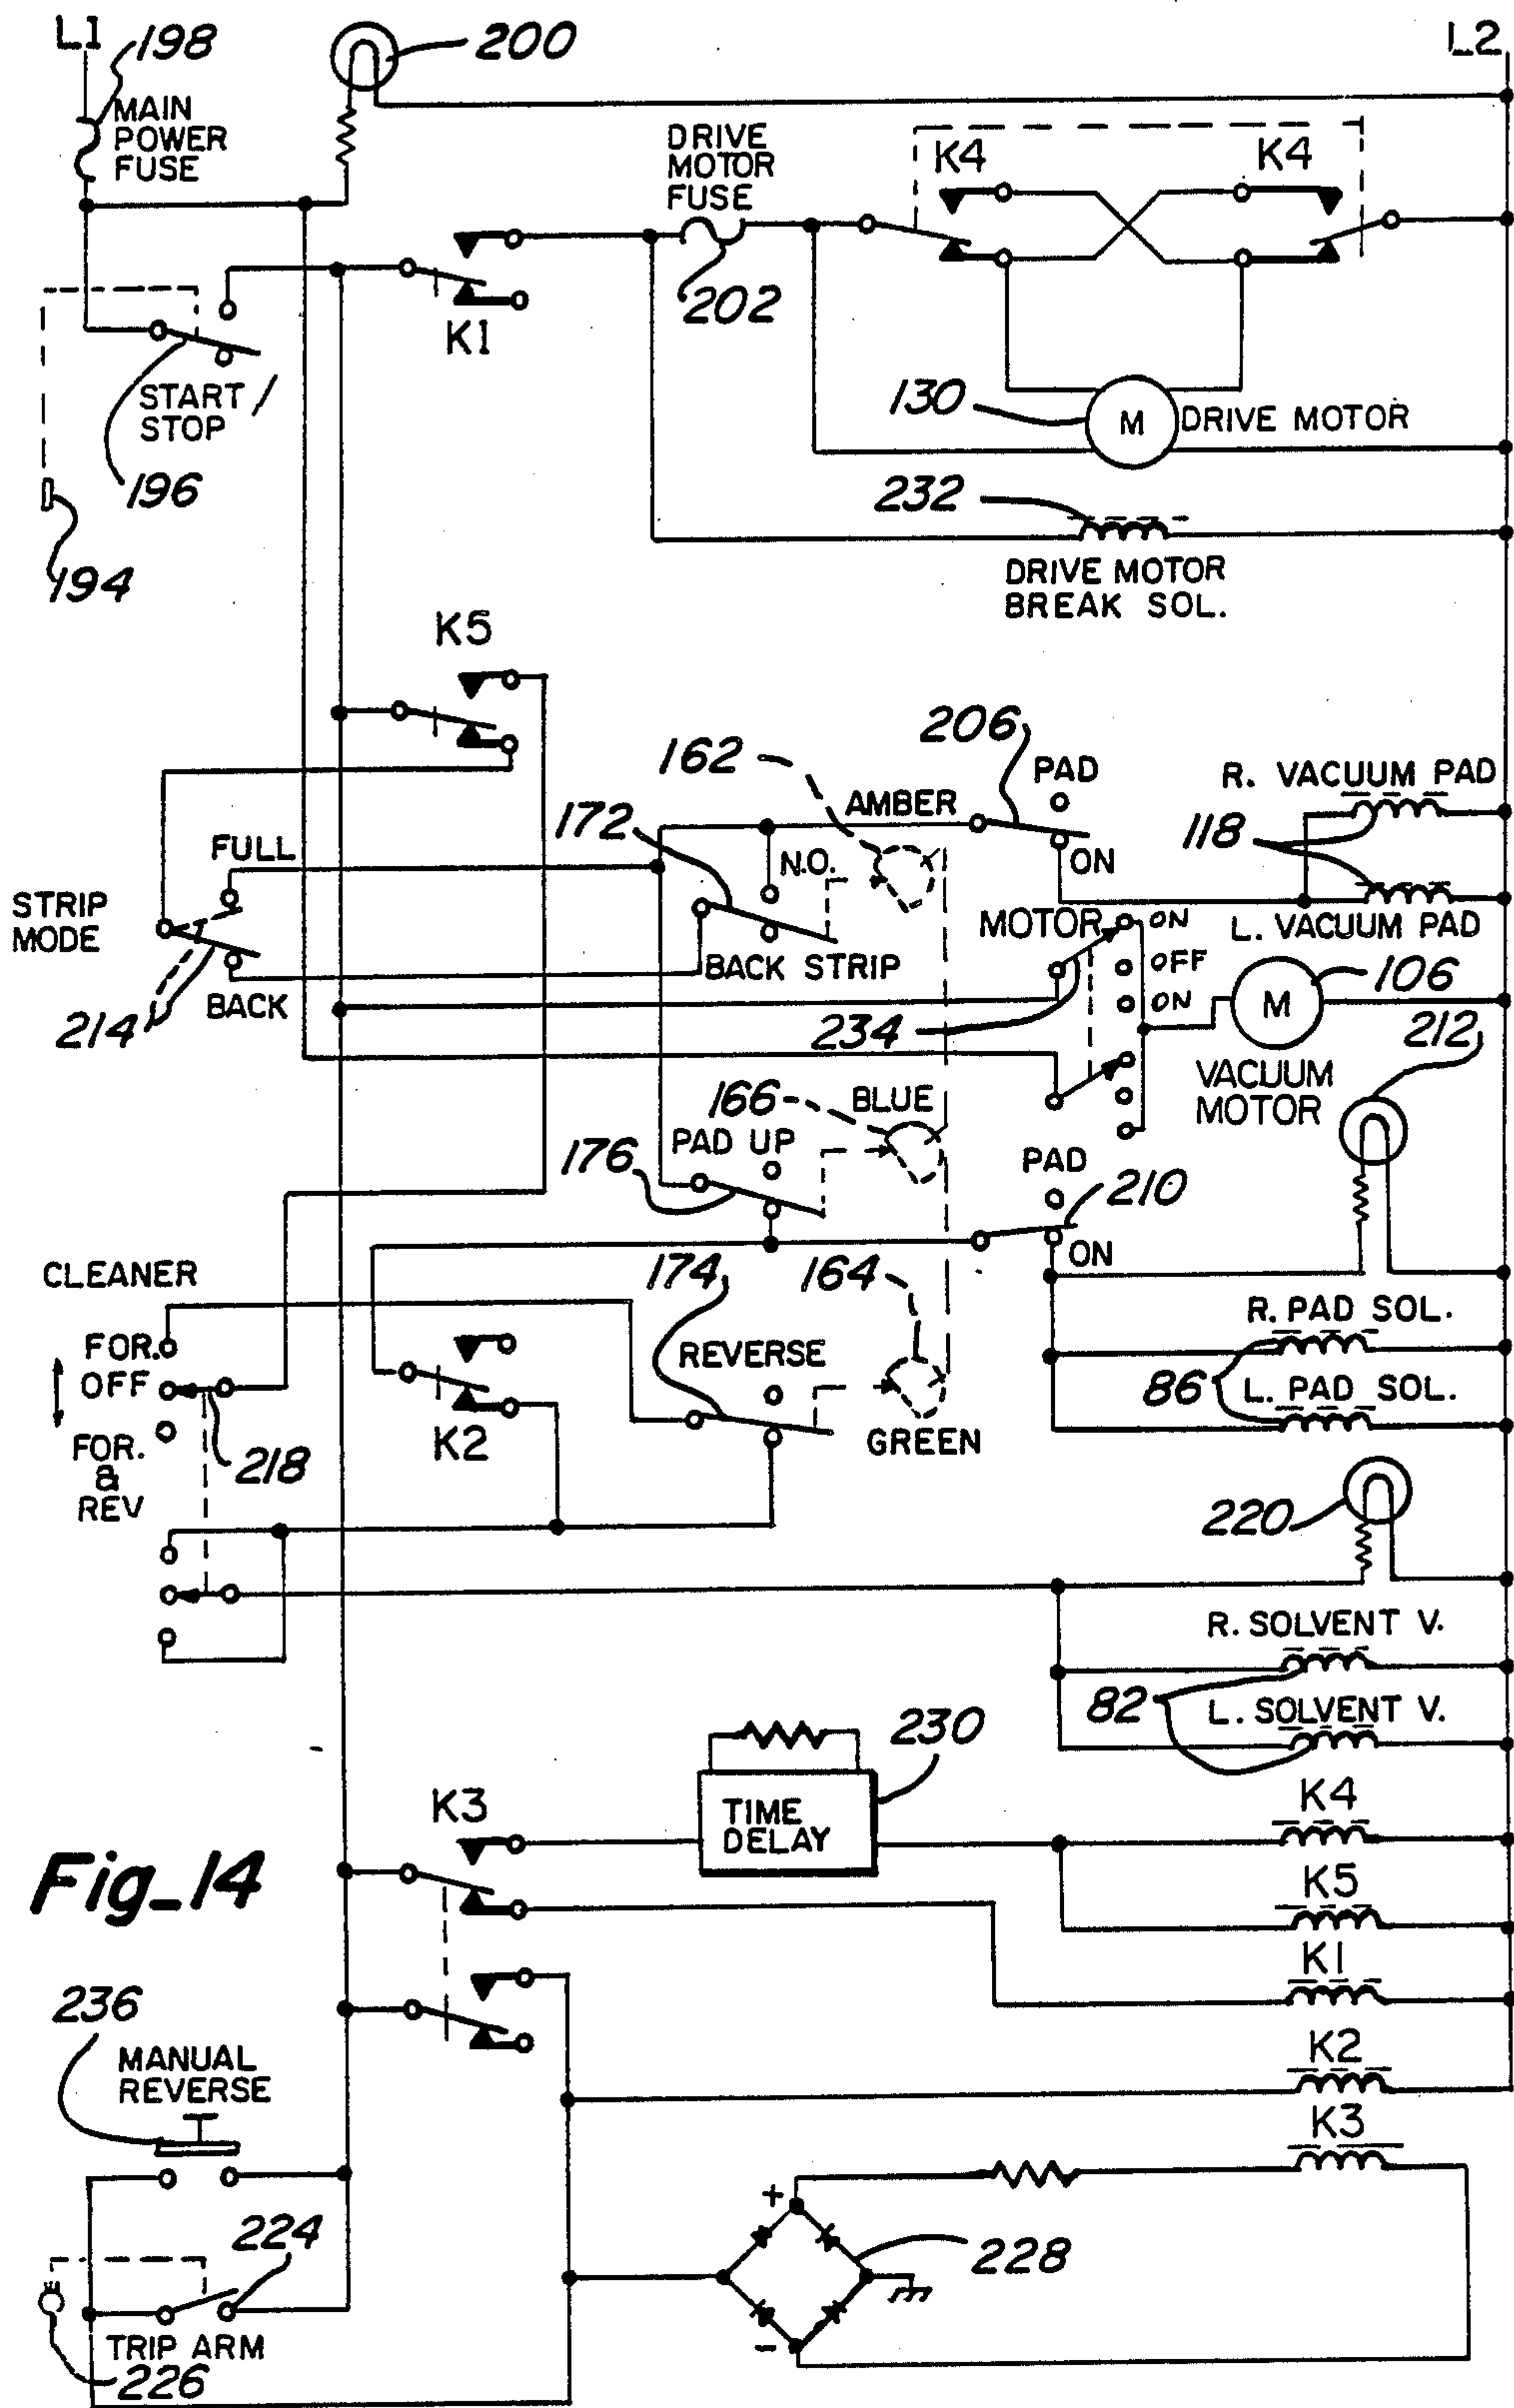 L1
198
200
L2
MAIN
POWER
FUSE
DRIVE
MOTOR
FUSE
K4
K4
202
K1
START /
STOP
196
194
130
M
DRIVE MOTOR
232
DRIVE MOTOR
BREAK SOL.
K5
206
162
PAD
R. VACUUM PAD
AMBER
172
118
FULL
N.O.
ON
STRIP
MODE
MOTOR
ON
L. VACUUM PAD
BACK STRIP
OFF
106
BACK
ON
M
214
234
212
VACUUM
MOTOR
166
BLUE
PAD UP
176
PAD
210
ON
CLEANER
174
164
R. PAD SOL.
FOR.
OFF
REVERSE
86
L. PAD SOL.
FOR.
&
REV
K2
218
GREEN
220
R. SOLVENT V.
82
L. SOLVENT V.
230
K3
TIME
DELAY
K4
Fig_14
K5
K1
236
MANUAL
REVERSE
K2
K3
+
224
228
TRIP ARM
-
226